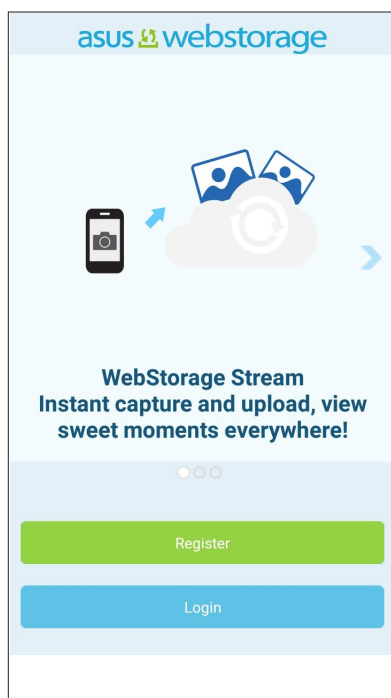 asus webstorage
WebStorage Stream
Instant capture and upload, view
sweet moments everywhere!
Register
Login